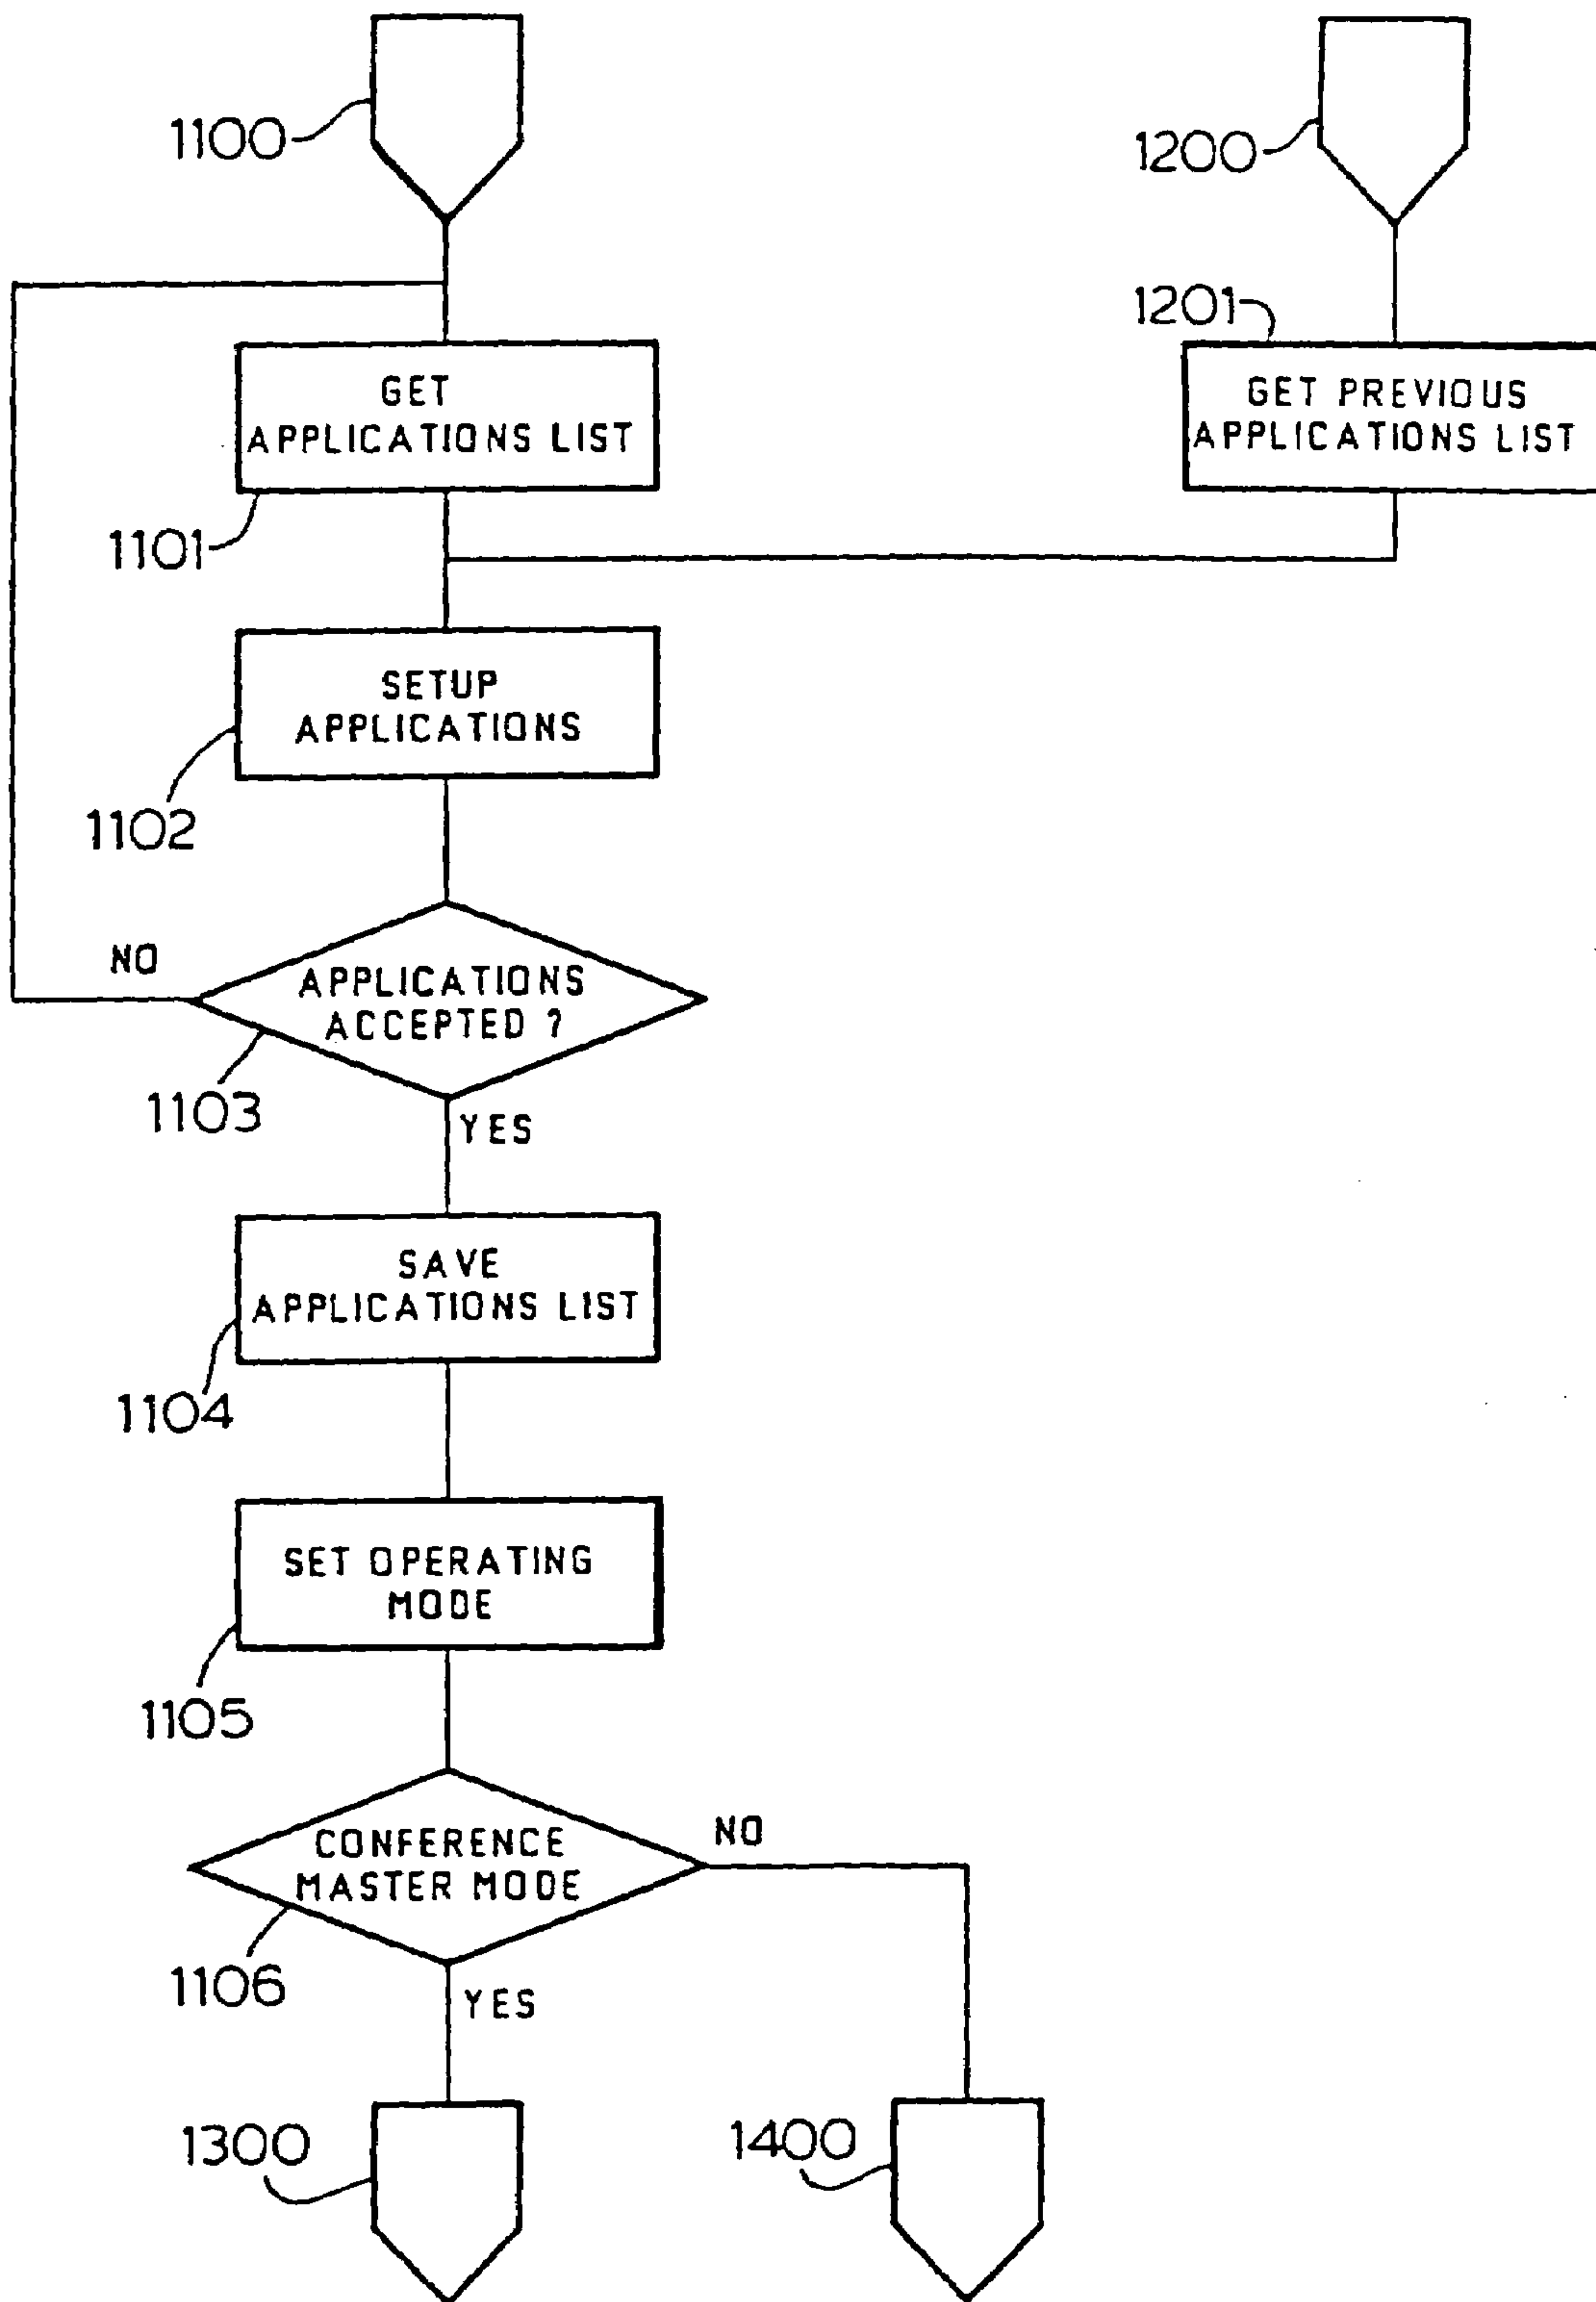 1100
1200
1201
GET
APPLICATIONS LIST
GET PREVIOUS
APPLICATIONS LIST
1101
SETUP
APPLICATIONS
1102
NO
APPLICATIONS
ACCEPTED ?
1103
YES
SAVE
APPLICATIONS LIST
1104
SET OPERATING
MODE
1105
CONFERENCE
MASTER MODE
NO
1106
YES
1300
1400